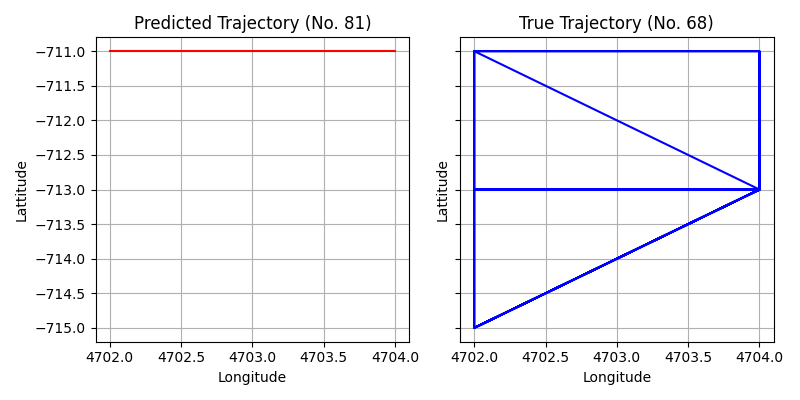 Predicted Trajectory (No. 81)
−711.0
−711.5
−712.0
−712.5
−713.0
−713.5
−714.0
−714.5
−715.0
Lattitude
4702.0 4702.5 4703.0 4703.5 4704.0
Longitude
True Trajectory (No. 68)
Lattitude
4702.0 4702.5 4703.0 4703.5 4704.0
Longitude